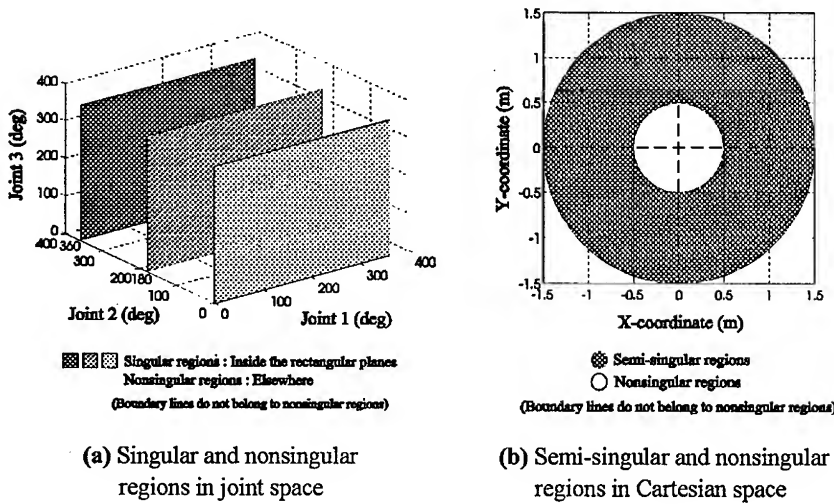 400
300
200
100
0
400
360
300
200
180
100
0
0
100
200
300
400
Joint 3 (deg)
Joint 2 (deg)
Joint 1 (deg)
Singular regions : Inside the rectangular planes
Nonsingular regions : Elsewhere
(Boundary lines do not belong to nonsingular regions)
(a) Singular and nonsingular
regions in joint space
1.5
1
0.5
0
-0.5
-1
-1.5
-1.5
-1
-0.5
0
0.5
1
1.5
Y-coordinate (m)
X-coordinate (m)
Semi-singular regions
Nonsingular regions
(Boundary lines do not belong to nonsingular regions)
(b) Semi-singular and nonsingular
regions in Cartesian space